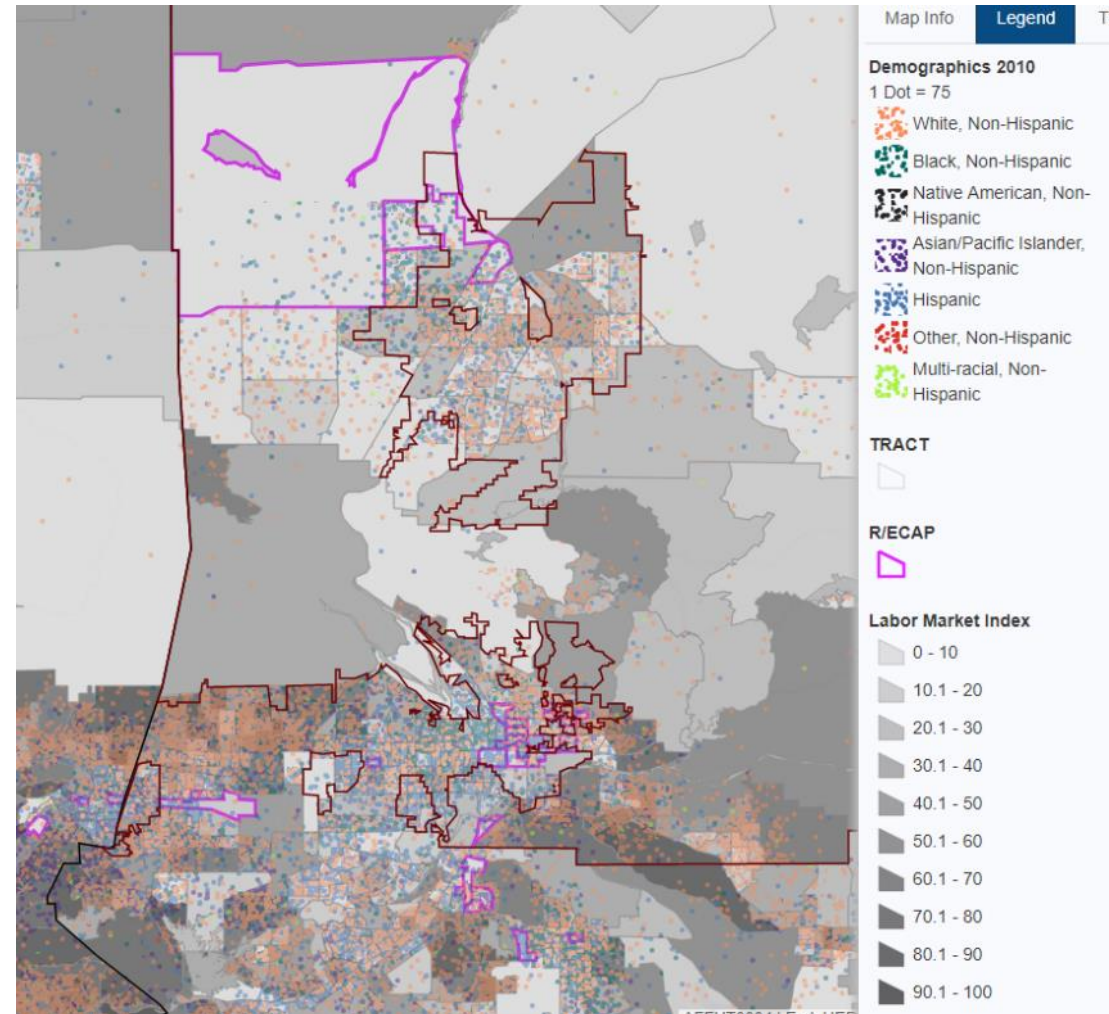 Map Info
Legend
T
Demographics 2010
1 Dot = 75
White, Non-Hispanic
Black, Non-Hispanic
Native American, Non-
Hispanic
Asian/Pacific Islander,
Non-Hispanic
Hispanic
Other, Non-Hispanic
Multi-racial, Non-
Hispanic
TRACT
R/ECAP
Labor Market Index
0 - 10
10.1 - 20
20.1 - 30
30.1 - 40
40.1 - 50
50.1 - 60
60.1 - 70
70.1 - 80
80.1 - 90
90.1 - 100